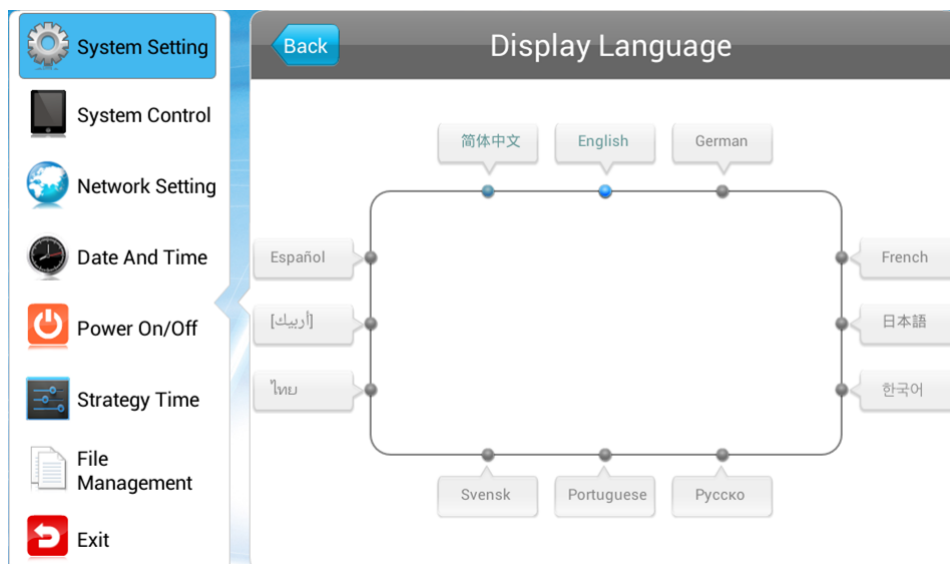 System Setting
System Control
Network Setting
Date And Time
Power On/Off
Strategy Time
File
Management
Exit
Back
Display Language
简体中文
English
German
Español
French
[أربيك]
日本語
ไทย
한국어
Svensk
Portuguese
Русско